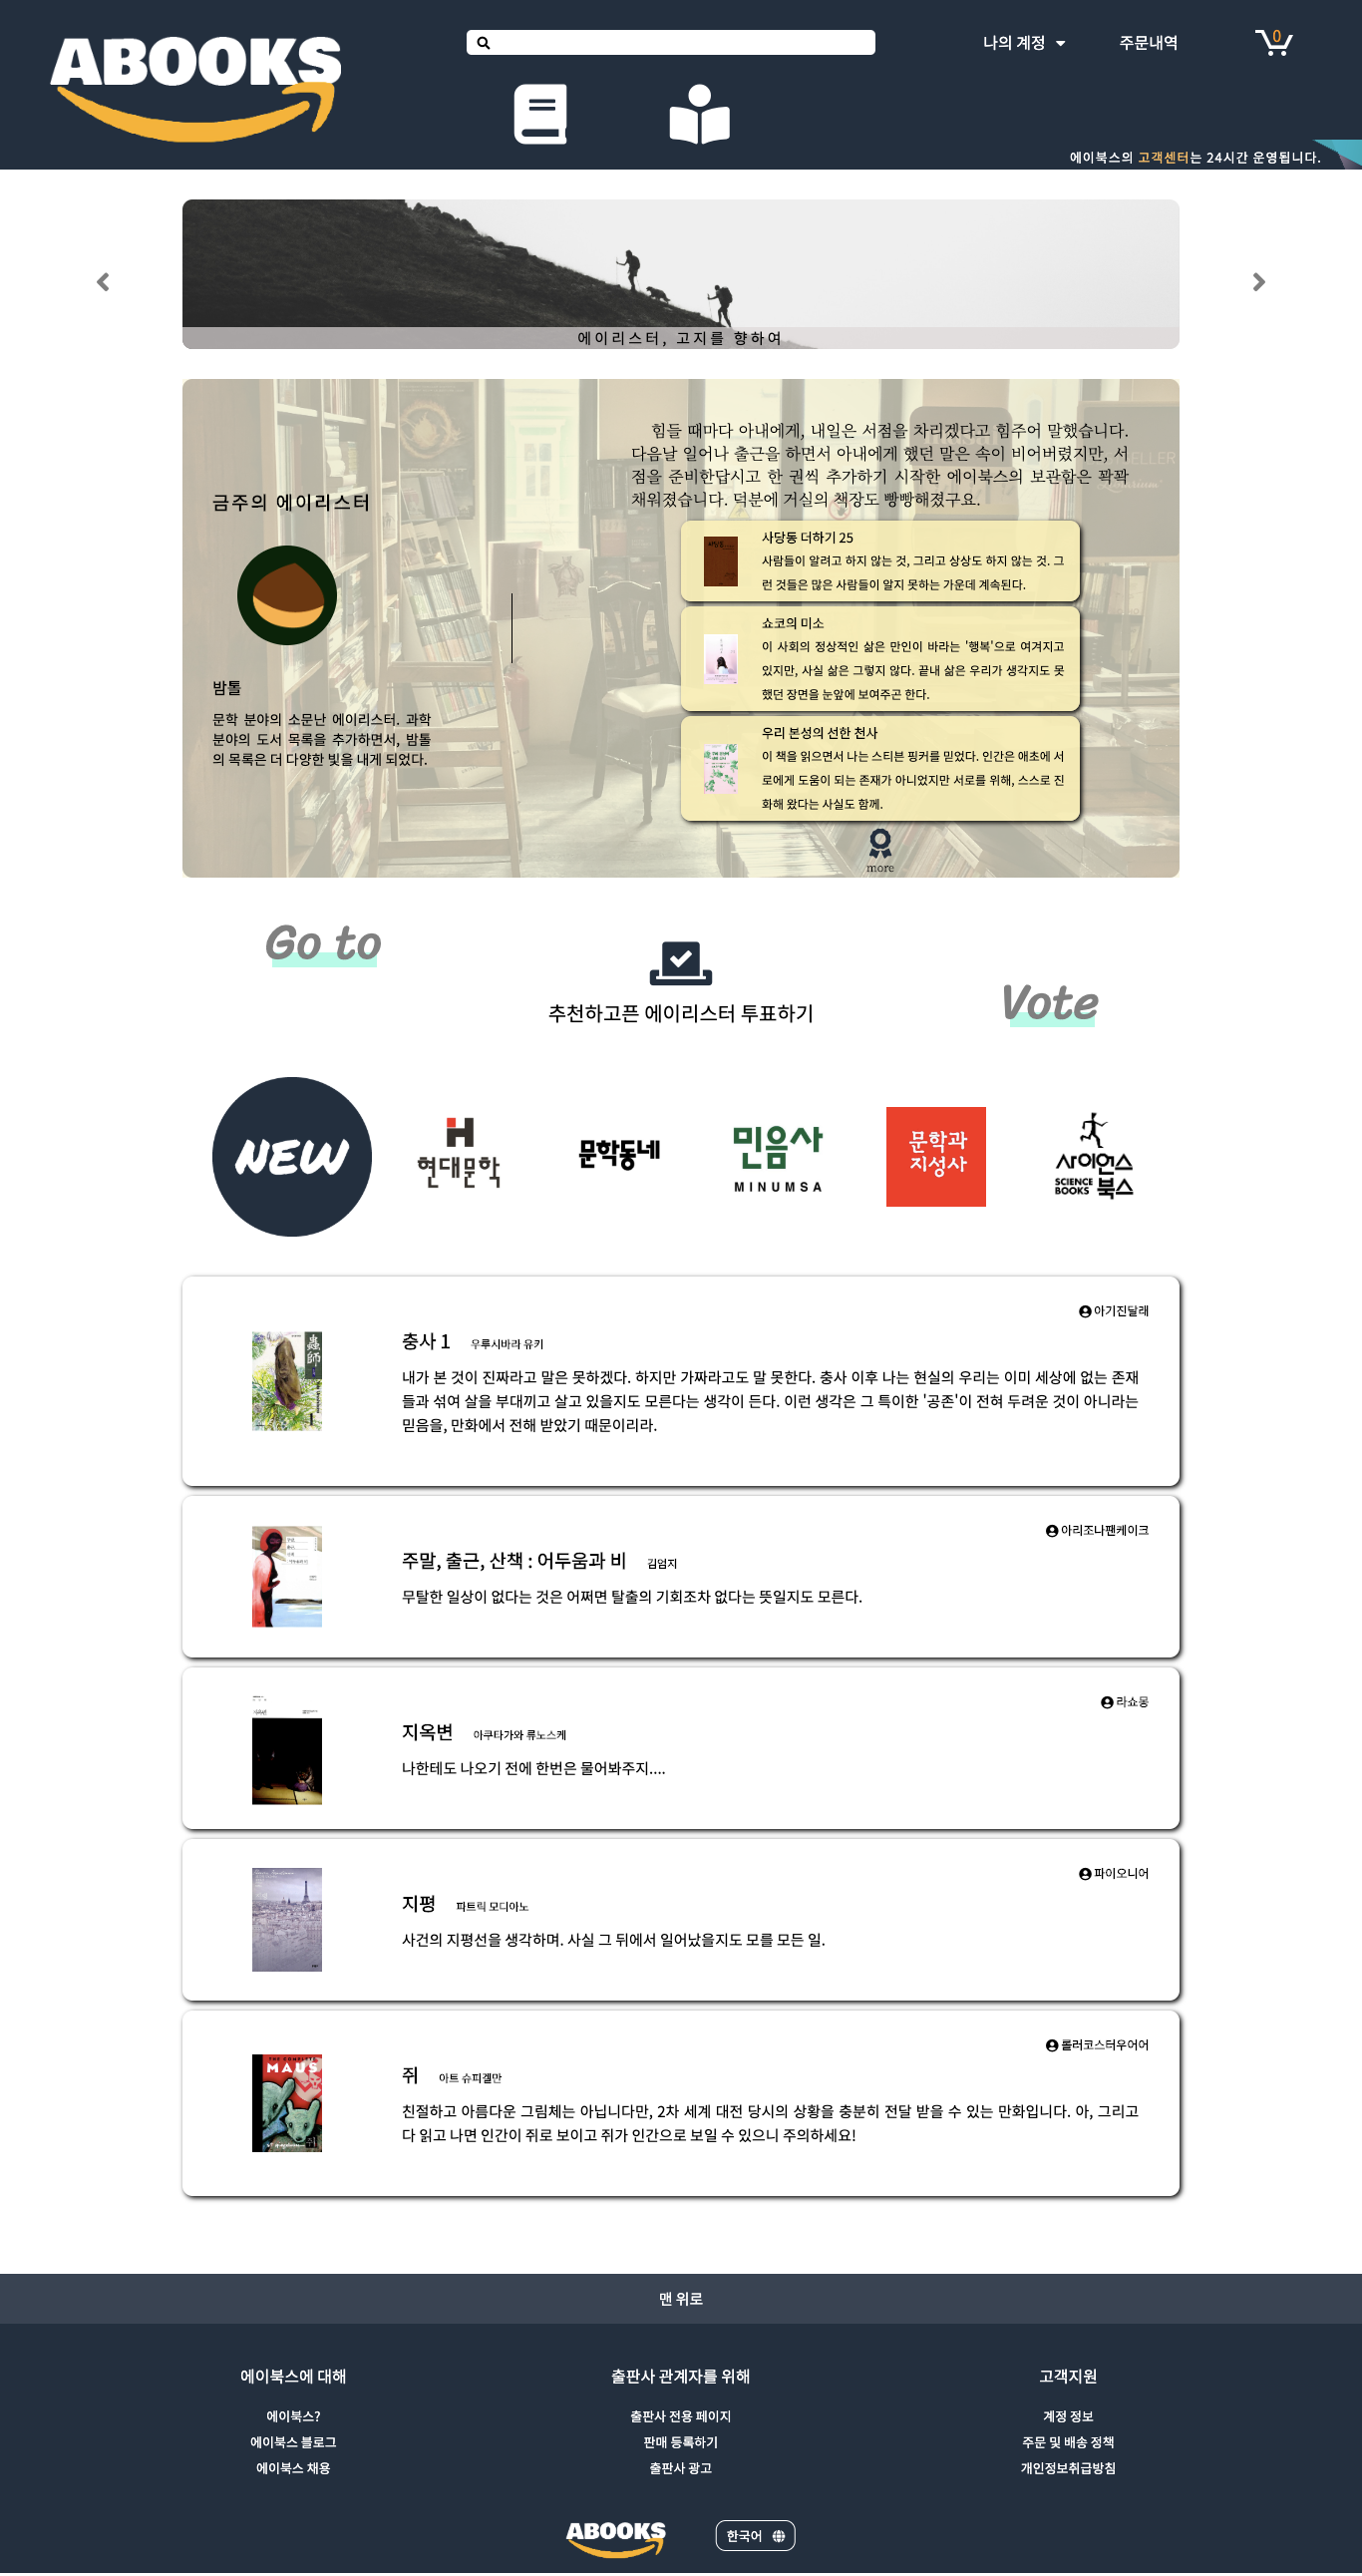 ABOOKS
나의 계정
주문내역
0
에이북스의 고객센터는 24시간 운영됩니다.
에이리스터, 고지를 향하여
금주의 에이리스터
밤톨
문학 분야의 소문난 에이리스터. 과학
분야의 도서 목록을 추가하면서, 밤톨
의 목록은 더 다양한 빛을 내게 되었다.
힘들 때마다 아내에게, 내일은 서점을 차리겠다고 힘주어 말했습니다.
다음날 일어나 출근을 하면서 아내에게 했던 말은 속이 비어버렸지만, 서
점을 준비한답시고 한 권씩 추가하기 시작한 에이북스의 보관함은 꽉꽉
채워졌습니다. 덕분에 거실의 책장도 빵빵해졌구요.
사당동 더하기 25
사람들이 알려고 하지 않는 것, 그리고 상상도 하지 않는 것. 그
런 것들은 많은 사람들이 알지 못하는 가운데 계속된다.
쇼코의 미소
이 사회의 정상적인 삶은 만인이 바라는 '행복'으로 여겨지고
있지만, 사실 삶은 그렇지 않다. 끝내 삶은 우리가 생각지도 못
했던 장면을 눈앞에 보여주곤 한다.
우리 본성의 선한 천사
이 책을 읽으면서 나는 스티븐 핑커를 믿었다. 인간은 애초에 서
로에게 도움이 되는 존재가 아니었지만 서로를 위해, 스스로 진
화해 왔다는 사실도 함께.
more
Go to
추천하고픈 에이리스터 투표하기
Vote
NEW
현대문학
문학동네
민음사
MINUMSA
문학과
지성사
사이언스
SCIENCE
BOOKS
북스
아기진달래
충사 1 우루시바라 유키
내가 본 것이 진짜라고 말은 못하겠다. 하지만 가짜라고도 말 못한다. 충사 이후 나는 현실의 우리는 이미 세상에 없는 존재
들과 섞여 살을 부대끼고 살고 있을지도 모른다는 생각이 든다. 이런 생각은 그 특이한 '공존'이 전혀 두려운 것이 아니라는
믿음을, 만화에서 전해 받았기 때문이리라.
蟲師
아리조나팬케이크
주말, 출근, 산책 : 어두움과 비 김엄지
무탈한 일상이 없다는 것은 어쩌면 탈출의 기회조차 없다는 뜻일지도 모른다.
라쇼몽
지옥변 아쿠타가와 류노스케
나한테도 나오기 전에 한번은 물어봐주지....
파이오니어
지평 파트릭 모디아노
사건의 지평선을 생각하며. 사실 그 뒤에서 일어났을지도 모를 모든 일.
롤러코스터우어어
쥐 아트 슈피겔만
친절하고 아름다운 그림체는 아닙니다만, 2차 세계 대전 당시의 상황을 충분히 전달 받을 수 있는 만화입니다. 아, 그리고
다 읽고 나면 인간이 쥐로 보이고 쥐가 인간으로 보일 수 있으니 주의하세요!
THE COMPLETE
MAUS
맨 위로
에이북스에 대해
에이북스?
에이북스 블로그
에이북스 채용
출판사 관계자를 위해
출판사 전용 페이지
판매 등록하기
출판사 광고
고객지원
계정 정보
주문 및 배송 정책
개인정보취급방침
ABOOKS
한국어